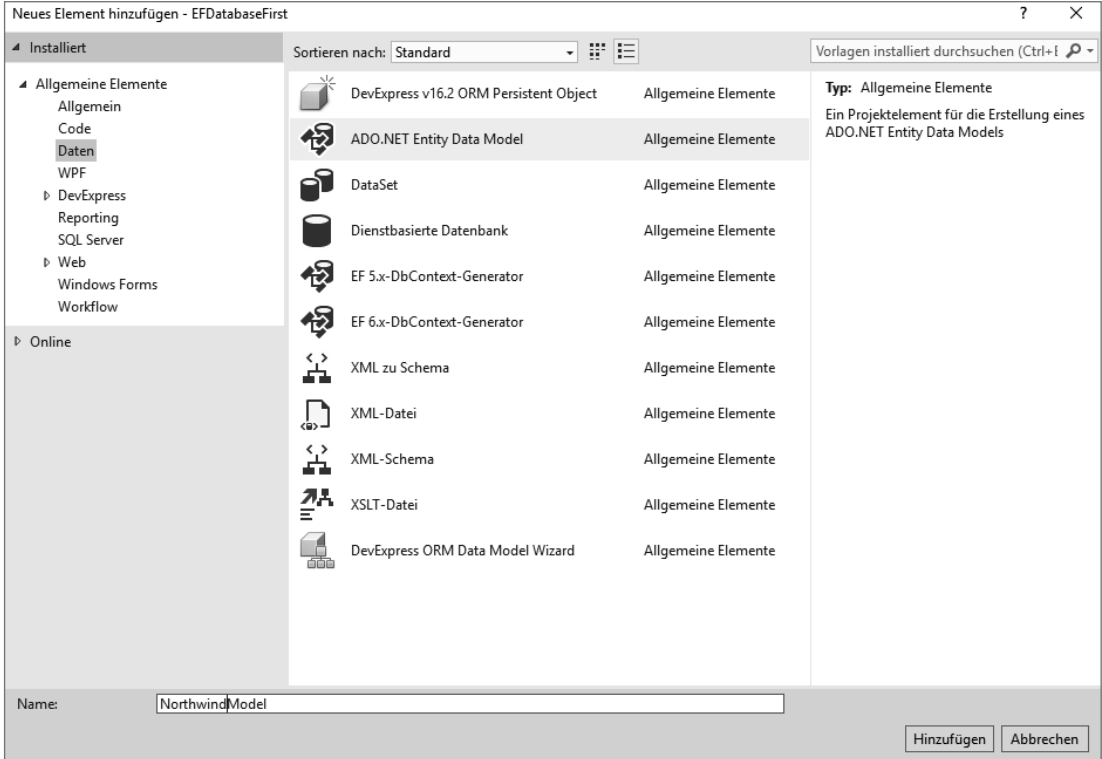 Neues Element hinzufügen - EFDatabaseFirst
?
Installiert
Sortieren nach: Standard
Vorlagen installiert durchsuchen (Ctrl+E
Allgemeine Elemente
Allgemein
Code
Daten
WPF
DevExpress
Reporting
SQL Server
Web
Windows Forms
Workflow
Online
DevExpress v16.2 ORM Persistent Object Allgemeine Elemente
ADO.NET Entity Data Model Allgemeine Elemente
DataSet Allgemeine Elemente
Dienstbasierte Datenbank Allgemeine Elemente
EF 5.x-DbContext-Generator Allgemeine Elemente
EF 6.x-DbContext-Generator Allgemeine Elemente
XML zu Schema Allgemeine Elemente
XML-Datei Allgemeine Elemente
XML-Schema Allgemeine Elemente
XSLT-Datei Allgemeine Elemente
DevExpress ORM Data Model Wizard Allgemeine Elemente
Typ: Allgemeine Elemente
Ein Projektelement für die Erstellung eines
ADO.NET Entity Data Models
Name: NorthwindModel
Hinzufügen Abbrechen